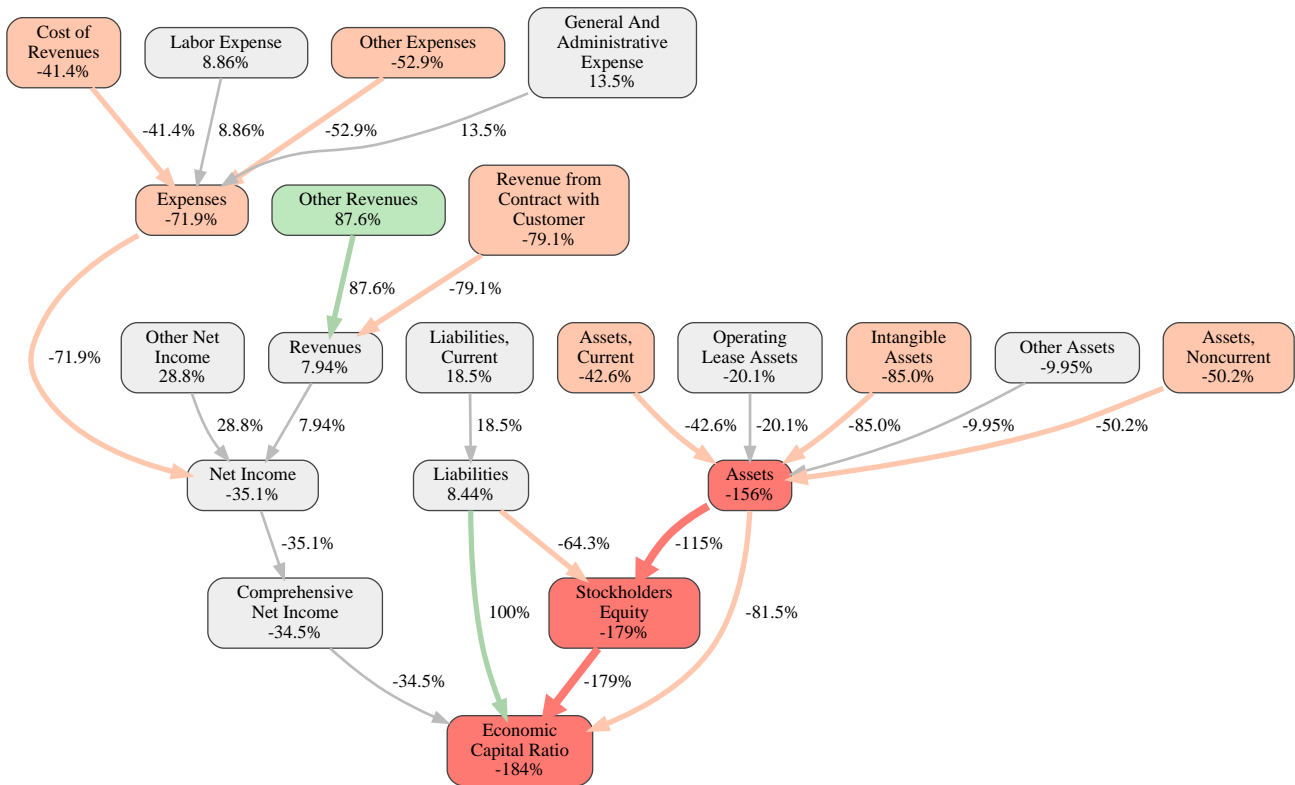 Cost of
Revenues
-41.4%
Labor Expense
8.86%
Other Expenses
-52.9%
General And
Administrative
Expense
13.5%
-41.4%
8.86%
-52.9%
13.5%
Expenses
-71.9%
Other Revenues
87.6%
Revenue from
Contract with
Customer
-79.1%
87.6%
-79.1%
-71.9%
Other Net
Income
28.8%
Revenues
7.94%
Liabilities,
Current
18.5%
Assets,
Current
-42.6%
Operating
Lease Assets
-20.1%
Intangible
Assets
-85.0%
Other Assets
-9.95%
Assets,
Noncurrent
-50.2%
28.8%
7.94%
18.5%
-42.6%
-20.1%
-85.0%
-9.95%
-50.2%
Net Income
-35.1%
Liabilities
8.44%
Assets
-156%
-35.1%
-64.3%
-115%
Comprehensive
Net Income
-34.5%
100%
Stockholders
Equity
-179%
-81.5%
-34.5%
-179%
Economic
Capital Ratio
-184%